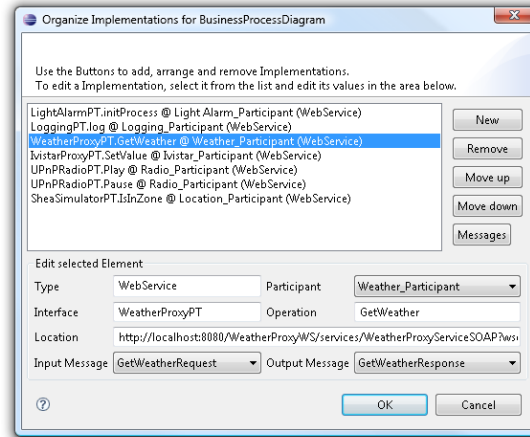 Organize Implementations for BusinessProcessDiagram
Use the Buttons to add, arrange and remove Implementations.
To edit a Implementation, select it from the list and edit its values in the area below.
LightAlarmPT.initProcess @ Light Alarm_Participant (WebService)
LoggingPT.log @ Logging_Participant (WebService)
WeatherProxyPT.GetWeather @ Weather_Participant (WebService)
IvistarProxyPT.SetValue @ Ivistar_Participant (WebService)
UPnPRadioPT.Play @ Radio_Participant (WebService)
UPnPRadioPT.Pause @ Radio_Participant (WebService)
SheaSimulatorPT.IsInZone @ Location_Participant (WebService)
New
Remove
Move up
Move down
Messages
Edit selected Element
Type WebService Participant Weather_Participant
Interface WeatherProxyPT Operation GetWeather
Location http://localhost:8080/WeatherProxyWS/services/WeatherProxyServiceSOAP?ws
Input Message GetWeatherRequest Output Message GetWeatherResponse
? OK Cancel